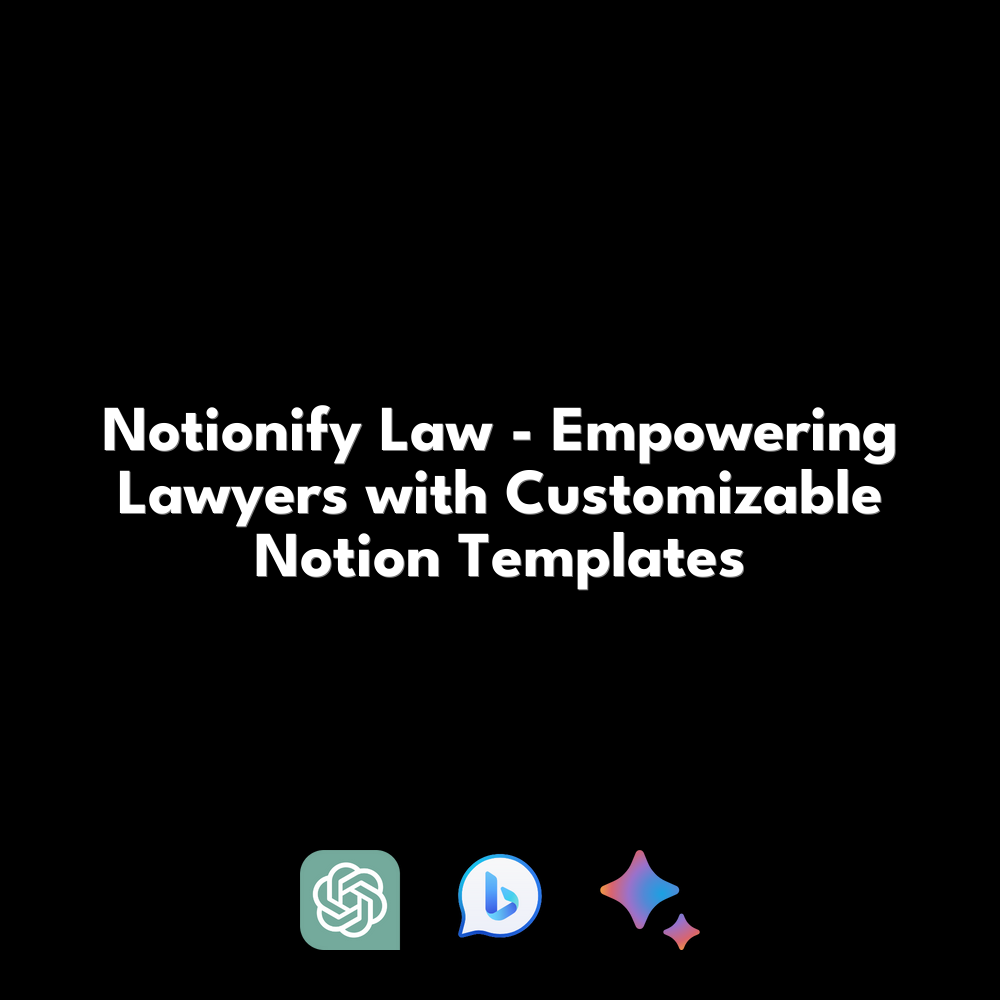 Notionify Law - Empowering
Lawyers with Customizable
Notion Templates